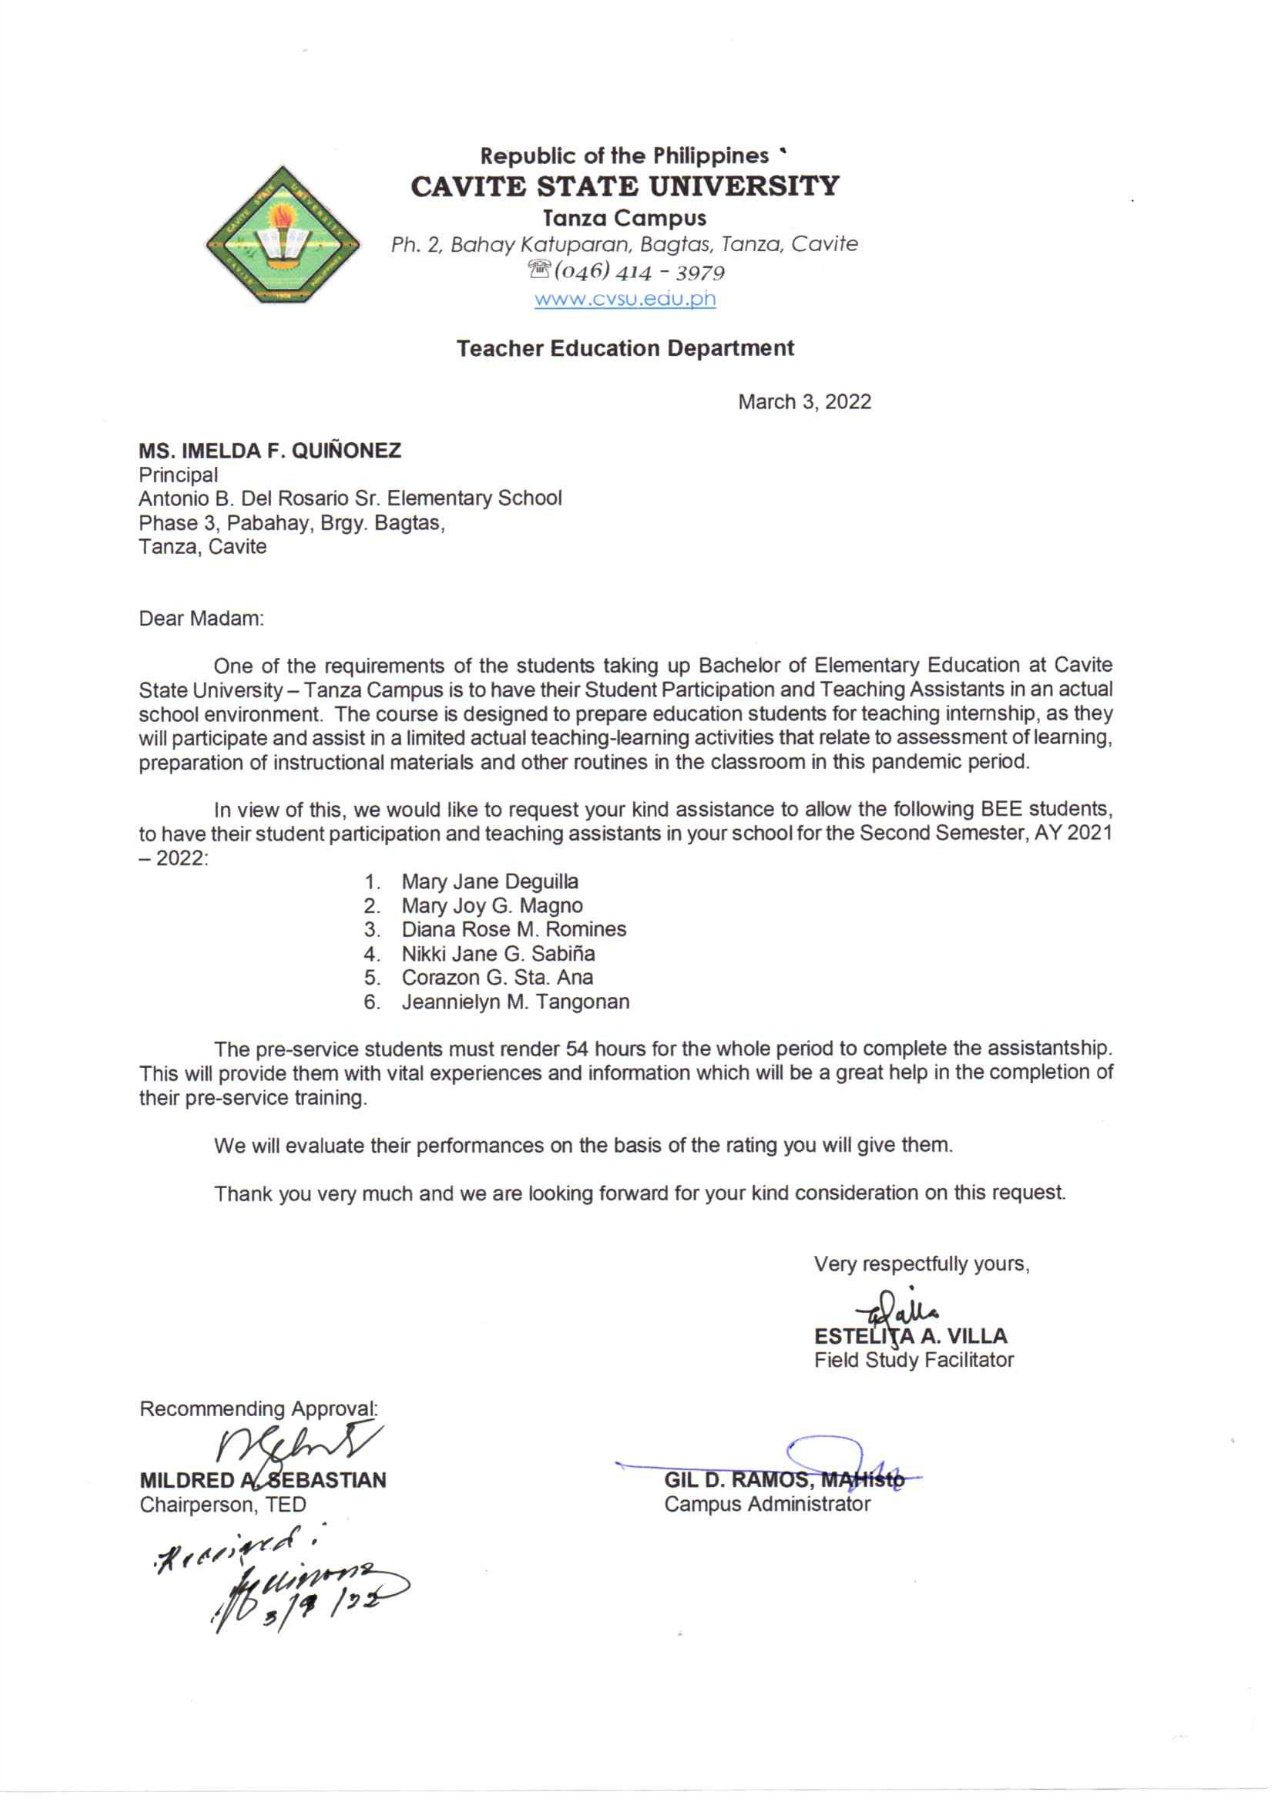 Republic of the Philippines
CAVITE STATE UNIVERSITY
Tanza Campus
Ph. 2, Bahay Katuparan, Bagtas, Tanza, Cavite
☏(046) 414 - 3979
www.cvsu.edu.ph
Teacher Education Department
March 3, 2022
MS. IMELDA F. QUIÑONEZ
Principal
Antonio B. Del Rosario Sr. Elementary School
Phase 3, Pabahay, Brgy. Bagtas,
Tanza, Cavite
Dear Madam:
One of the requirements of the students taking up Bachelor of Elementary Education at Cavite
State University – Tanza Campus is to have their Student Participation and Teaching Assistants in an actual
school environment. The course is designed to prepare education students for teaching internship, as they
will participate and assist in a limited actual teaching-learning activities that relate to assessment of learning,
preparation of instructional materials and other routines in the classroom in this pandemic period.
In view of this, we would like to request your kind assistance to allow the following BEE students,
to have their student participation and teaching assistants in your school for the Second Semester, AY 2021
– 2022:
1. Mary Jane Deguilla
2. Mary Joy G. Magno
3. Diana Rose M. Romines
4. Nikki Jane G. Sabiña
5. Corazon G. Sta. Ana
6. Jeannielyn M. Tangonan
The pre-service students must render 54 hours for the whole period to complete the assistantship.
This will provide them with vital experiences and information which will be a great help in the completion of
their pre-service training.
We will evaluate their performances on the basis of the rating you will give them.
Thank you very much and we are looking forward for your kind consideration on this request.
Very respectfully yours,
ESTELITA A. VILLA
Field Study Facilitator
Recommending Approval:
MILDRED A. SEBASTIAN
Chairperson, TED
GIL D. RAMOS, MAHisto
Campus Administrator
Received: